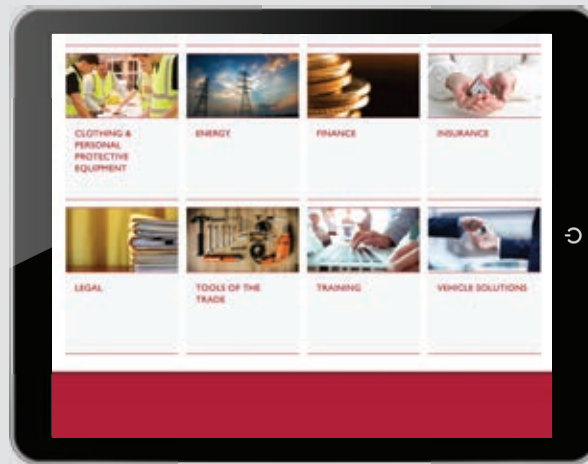 CLOTHING &
PERSONAL
PROTECTIVE
EQUIPMENT
ENERGY
FINANCE
INSURANCE
LEGAL
TOOLS OF THE
TRADE
TRAINING
VEHICLE SOLUTIONS